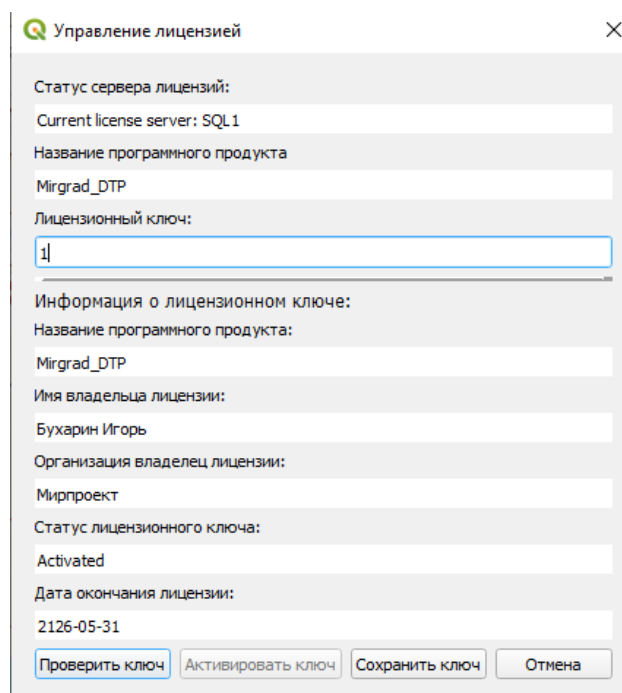 Управление лицензией
Статус сервера лицензий:
Current license server: SQL1
Название программного продукта
Mirgrad_DTP
Лицензионный ключ:
1
Информация о лицензионном ключе:
Название программного продукта:
Mirgrad_DTP
Имя владельца лицензии:
Бухарин Игорь
Организация владелец лицензии:
Мирпроект
Статус лицензионного ключа:
Activated
Дата окончания лицензии:
2126-05-31
Проверить ключ Активировать ключ Сохранить ключ Отмена